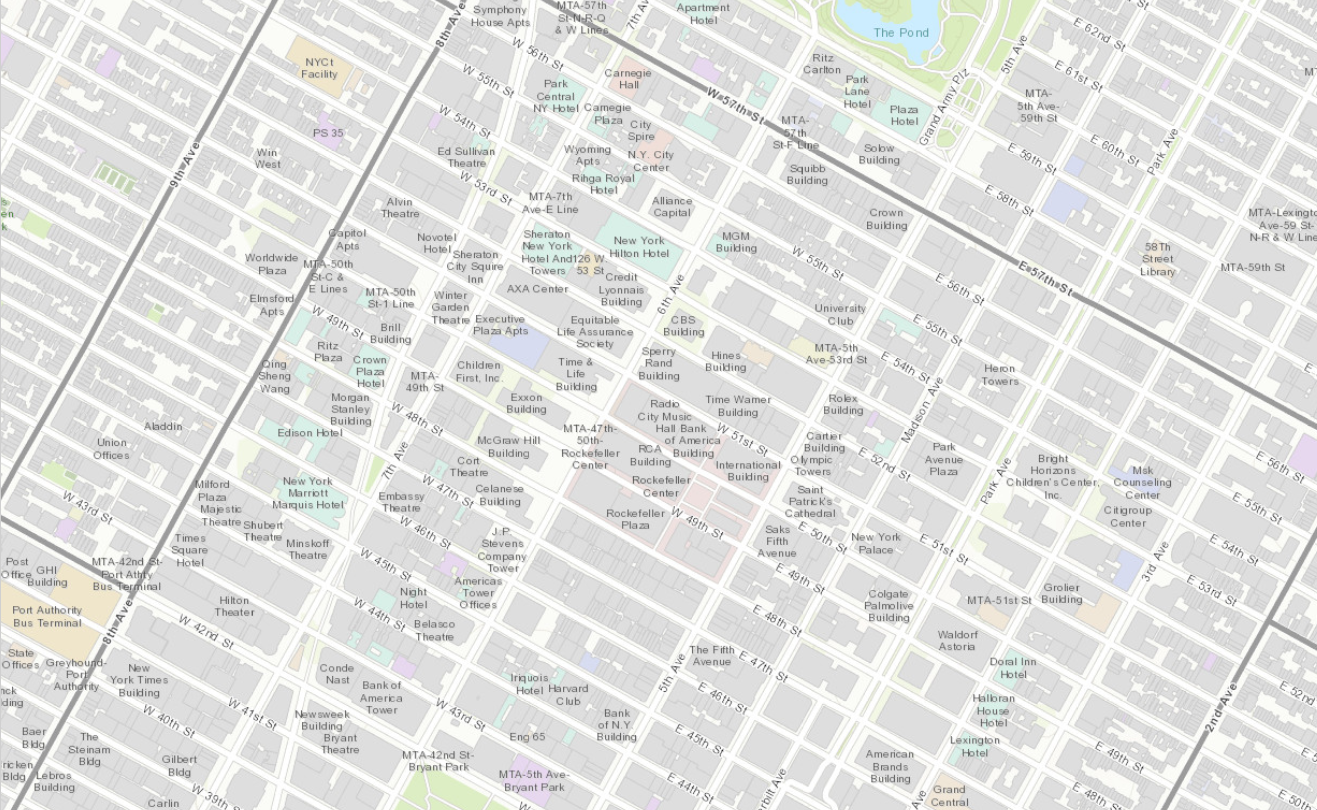 Symphony
House Apts
MTA-57th
St-N-R-Q
& W Lines
7th Av
Apartment
Hotel
The Pond
E 62nd St
8th Ave
NYCt
Facility
W 56th St
W 55th St
Carnegie
Hall
Ritz
Carlton
Park
Lane
Hotel
Plaza
Hotel
Grand Army Plz
5th Ave
E 61st St
MTA-
5th Ave-
59th St
Park
Central
NY Hotel
Carnegie
Plaza
W 57th St
W 54th St
PS 35
City
Spire
MTA-
57th
St-F Line
Solow
Building
E 60th St
E 59th St
Park Ave
9th Ave
Win
West
Ed Sullivan
Theatre
Wyoming
Apts
N.Y. City
Center
Rihga Royal
Hotel
Squibb
Building
E 58th St
W 53rd St
MTA-7th
Ave-E Line
Alliance
Capital
Alvin
Theatre
Crown
Building
MTA-Lexingto
Ave-59 St-
N-R & W Line
Capitol
Apts
Novotel
Hotel
Sheraton
New York
Hotel And
Towers
126 W
53 St
New York
Hilton Hotel
MGM
Building
W 55th St
58Th
Street
Library
MTA-59th St
Worldwide
Plaza
MTA-50th
St-C &
E Lines
Sheraton
City Squire
Inn
AXA Center
Credit
Lyonnais
Building
6th Ave
E 57th St
E 56th St
Elmsford
Apts
MTA-50th
St-1 Line
Winter
Garden
Theatre
Executive
Plaza Apts
Equitable
Life Assurance
Society
CBS
Building
University
Club
E 55th St
W 49th St
Brill
Building
Ritz
Plaza
Crown
Plaza
Hotel
Children
First, Inc.
Time &
Life
Building
Sperry
Rand
Building
Hines
Building
MTA-5th
Ave-53rd St
E 54th St
Heron
Towers
Qing
Sheng
Wang
MTA-
49th St
Morgan
Stanley
Building
W 48th St
Exxon
Building
Radio
City Music
Hall Bank
of America
Building
Time Warner
Building
Rolex
Building
Madison Ave
Aladdin
Union
Offices
Edison Hotel
7th Ave
McGraw Hill
Building
MTA-47th-
50th-
Rockefeller
Center
RCA
Building
W 51st St
Cartier
Building
Olympic
Towers
E 52nd St
Park
Avenue
Plaza
Park Ave
Bright
Horizons
Children's Center,
Inc.
Msk
Counseling
Center
E 56th St
Cort
Theatre
International
Building
Rockefeller
Center
W 43rd St
Milford
Plaza
Majestic
Theatre
New York
Marriott
Marquis Hotel
Embassy
Theatre
W 47th St
Celanese
Building
Rockefeller
Plaza
W 49th St
Saint
Patrick's
Cathedral
Citigroup
Center
E 55th St
Shubert
Theatre
Minskoff
Theatre
W 46th St
J P
Stevens
Company
Tower
Saks
Fifth
Avenue
E 50th St
New York
Palace
E 51st St
E 54th St
Times
Square
Hotel
MTA-42nd St-
Port Athty
Bus Terminal
Post
Office
GHI
Building
W 45th St
Americas
Tower
Offices
E 49th St
3rd Ave
E 53rd St
Port Authority
Bus Terminal
8th Ave
Hilton
Theater
Night
Hotel
W 44th St
Belasco
Theatre
E 48th St
Colgate
Palmolive
Building
MTA-51st St
Grolier
Building
W 42nd St
State
Offices
Greyhound-
Port
Authority
New
York Times
Building
Conde
Nast
Bank of
America
Tower
Iriquois
Hotel
Harvard
Club
5th Ave
The Fifth
Avenue
E 47th St
Waldorf
Astoria
Doral Inn
Hotel
E 52nd
2nd Ave
W 40th St
W 41st St
W 43rd St
E 46th St
Halloran
House
Hotel
Newsweek
Building
Bryant
Theatre
Eng 65
Bank
of N.Y.
Building
E 45th St
Lexington
Hotel
E 49th St
Baer
Bldg
The
Steinam
Bldg
Gilbert
Bldg
MTA-42nd St-
Bryant Park
MTA-5th Ave-
Bryant Park
E 44th St
American
Brands
Building
Lebros
Building
Carlin
W 39th St
Grand
Central
E 48th St
E 50th